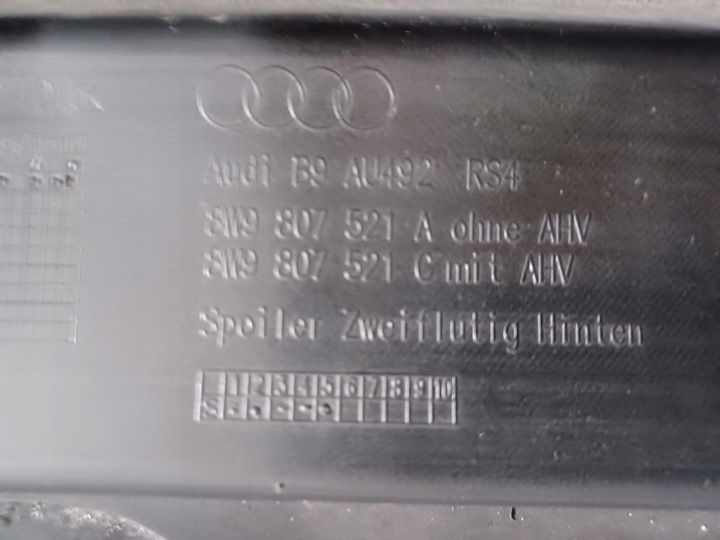 Audi B9 AU492 RS4
8W9 807 521 A ohne AHV
8W9 807 521 C mit AHV
Spoiler Zweiflutig Hinten
1 2 3 4 5 6 7 8 9 10